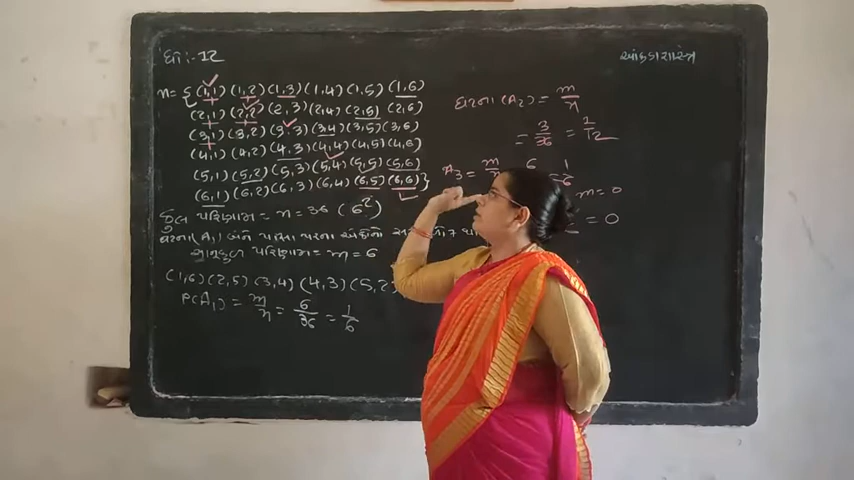 ધો :- 12
આંકડાશાસ્ત્ર
n = { (1,1) (1,2) (1,3) (1,4) (1,5) (1,6)
(2,1) (2,2) (2,3) (2,4) (2,5) (2,6)
(3,1) (3,2) (3,3) (3,4) (3,5) (3,6)
(4,1) (4,2) (4,3) (4,4) (4,5) (4,6)
(5,1) (5,2) (5,3) (5,4) (5,5) (5,6)
(6,1) (6,2) (6,3) (6,4) (6,5) (6,6) }
કુલ પરિણામ = n = 36 (6²)
ઘટના (A₁) બંને પાસા પરના અંકોનો
m = 6
(1,6) (2,5) (3,4) (4,3) (5,2)
P(A₁) = m/n = 6/36 = 1/6
ઘટના (A₂) = m/n
= 3/36 = 1/12
A₃ = m/n 6 1
m = 0
= 0